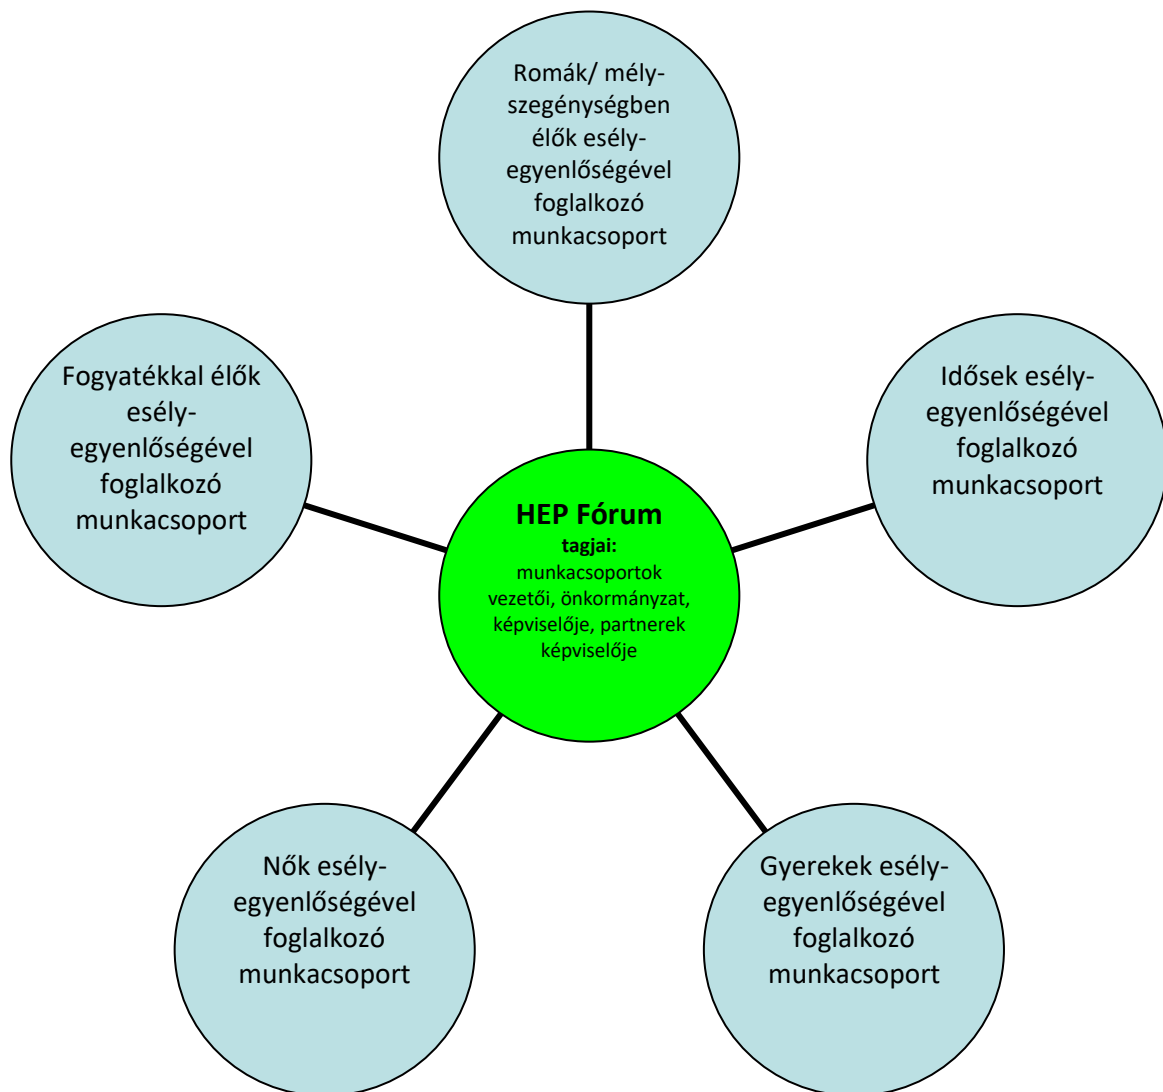 Romák/ mély-
szegénységben
élők esély-
egyenlőségével
foglalkozó
munkacsoport
Fogyatékkal élők
esély-
egyenlőségével
foglalkozó
munkacsoport
Idősek esély-
egyenlőségével
foglalkozó
munkacsoport
HEP Fórum
tagjai:
munkacsoportok
vezetői, önkormányzat,
képviselője, partnerek
képviselője
Nők esély-
egyenlőségével
foglalkozó
munkacsoport
Gyerekek esély-
egyenlőségével
foglalkozó
munkacsoport